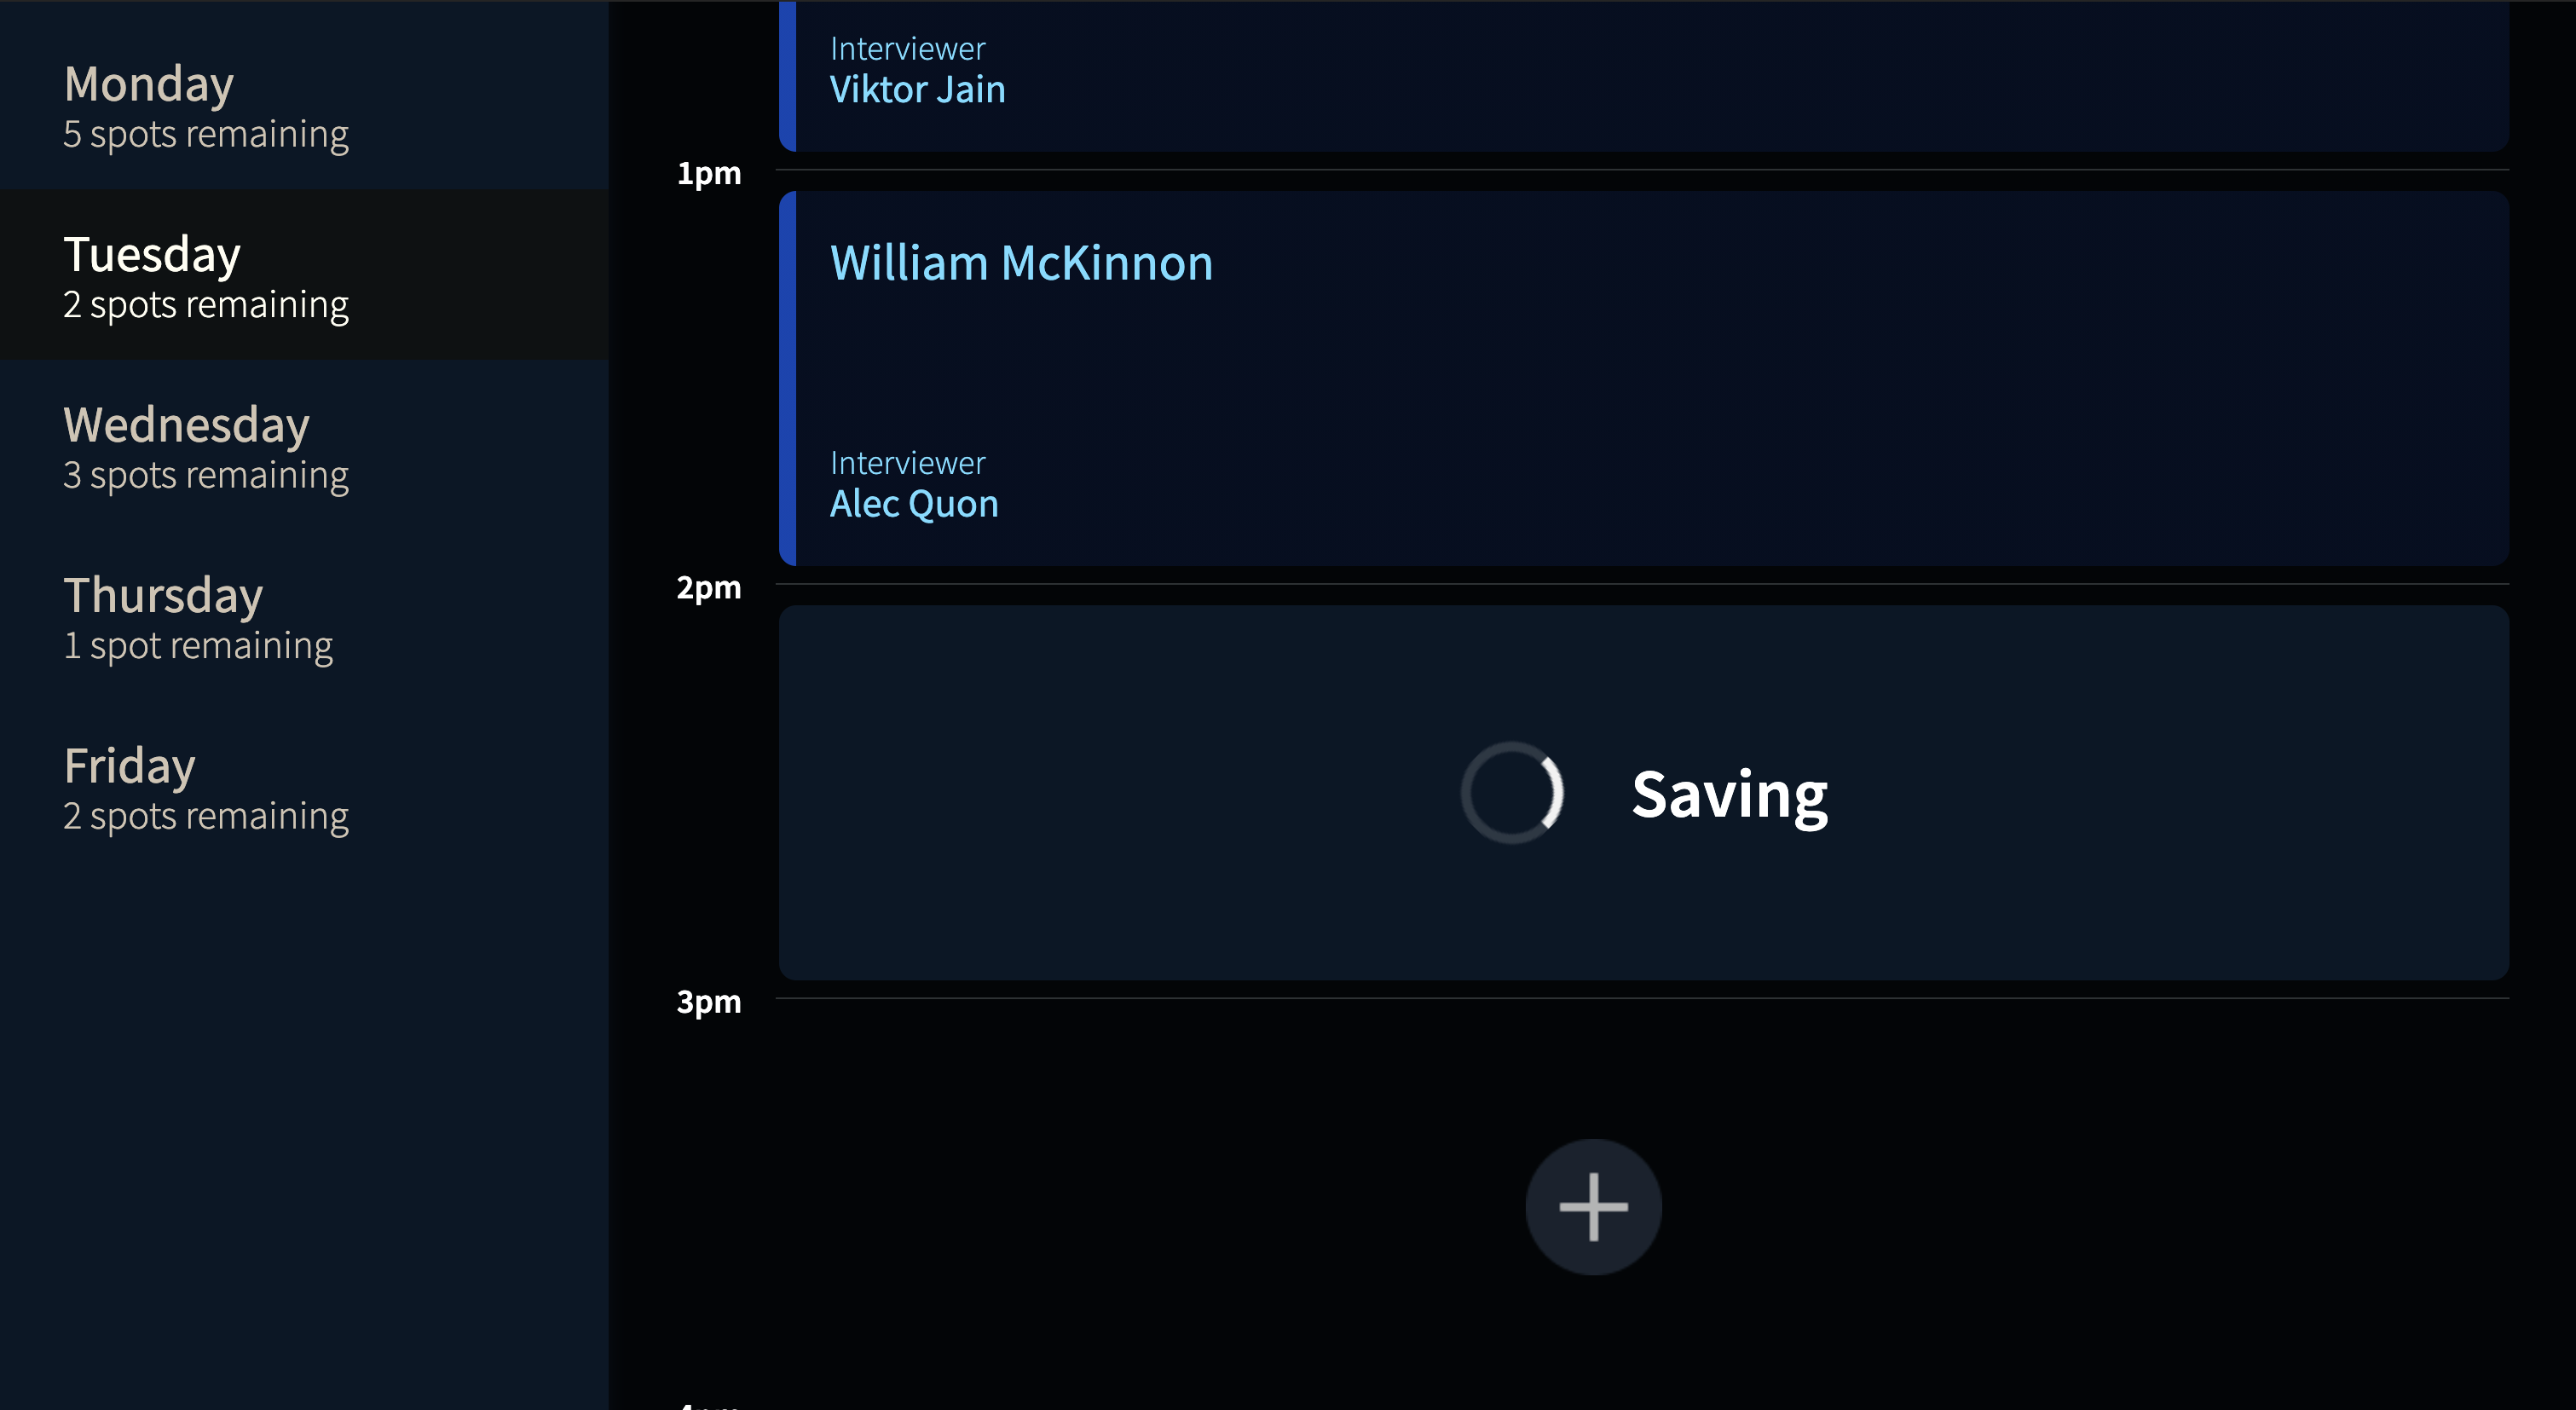 Monday
5 spots remaining
Tuesday
2 spots remaining
Wednesday
3 spots remaining
Thursday
1 spot remaining
Friday
2 spots remaining
Interviewer
Viktor Jain
1pm
William McKinnon
Interviewer
Alec Quon
2pm
Saving
3pm